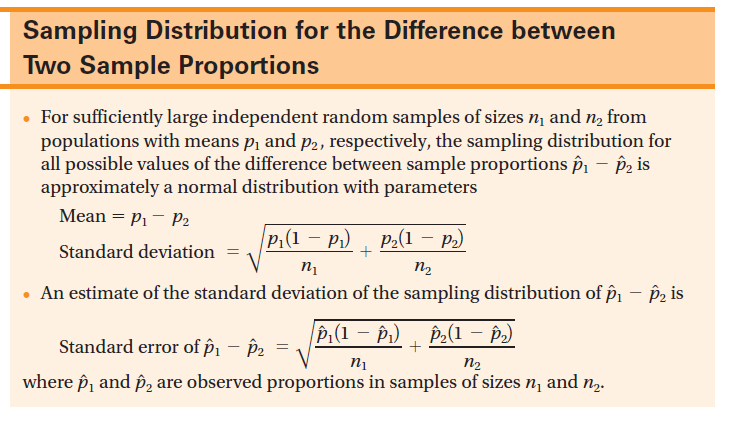 Sampling Distribution for the Difference between
Two Sample Proportions
• For sufficiently large independent random samples of sizes n₁ and n₂ from
populations with means p₁ and p₂, respectively, the sampling distribution for
all possible values of the difference between sample proportions p̂₁ − p̂₂ is
approximately a normal distribution with parameters
Mean = p₁ − p₂
Standard deviation = √(p₁(1 − p₁)/n₁ + p₂(1 − p₂)/n₂)
• An estimate of the standard deviation of the sampling distribution of p̂₁ − p̂₂ is
Standard error of p̂₁ − p̂₂ = √(p̂₁(1 − p̂₁)/n₁ + p̂₂(1 − p̂₂)/n₂)
where p̂₁ and p̂₂ are observed proportions in samples of sizes n₁ and n₂.